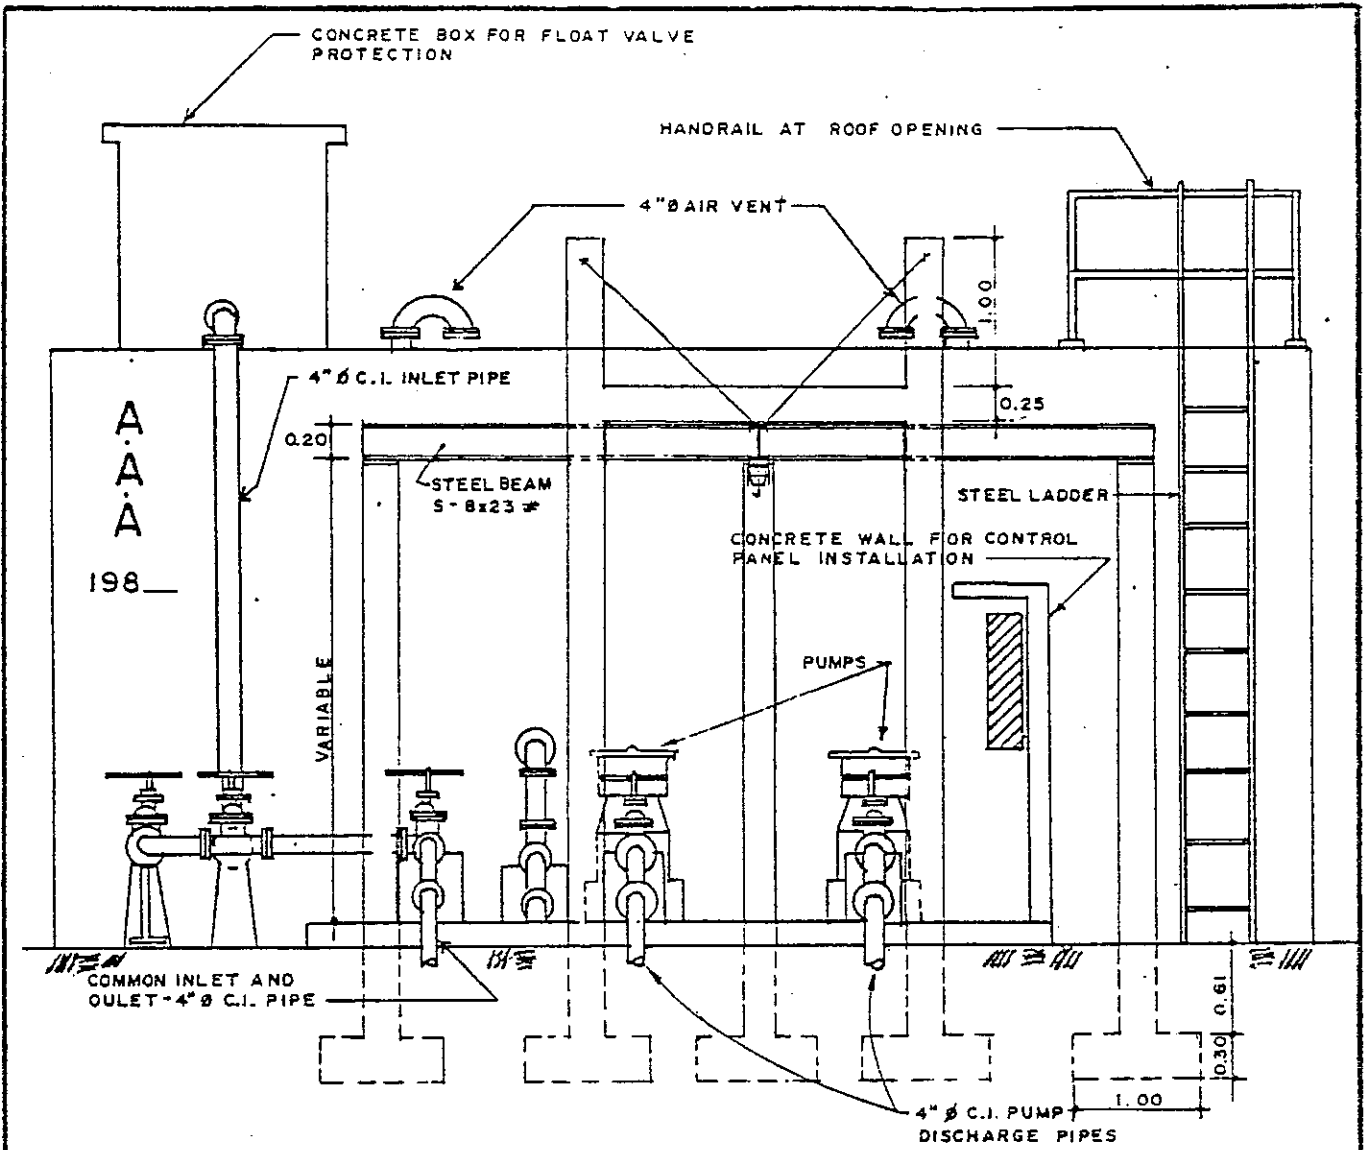 CONCRETE BOX FOR FLOAT VALVE
PROTECTION
HANDRAIL AT ROOF OPENING
4"Ø AIR VENT
1.00
4"Ø C.I. INLET PIPE
0.25
A.A.A
0.20
STEEL BEAM
S-8x23 #
STEEL LADDER
CONCRETE WALL FOR CONTROL
PANEL INSTALLATION
198__
PUMPS
VARIABLE
COMMON INLET AND
OULET-4"Ø C.I. PIPE
0.61
0.30
1.00
4"Ø C.I. PUMP
DISCHARGE PIPES